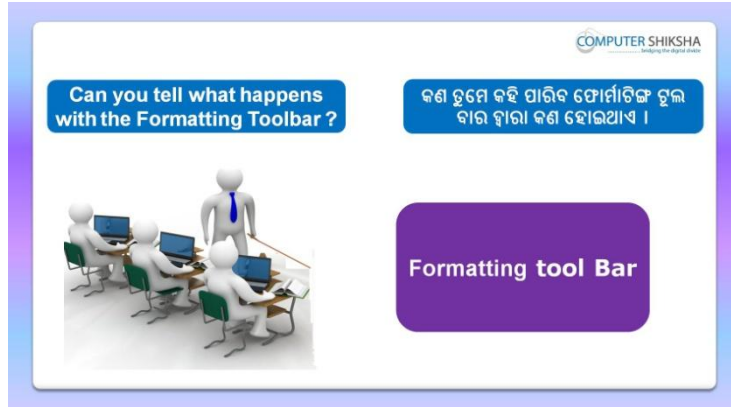 COMPUTER SHIKSHA
bridging the digital divide
Can you tell what happens
with the Formatting Toolbar ?
କଣ ତୁମେ କହି ପାରିବ ଫୋର୍ମାଟିଙ୍ଗ ଟୁଲ
ବାର ଦ୍ବାରା କଣ ହୋଇଥାଏ ।
Formatting tool Bar